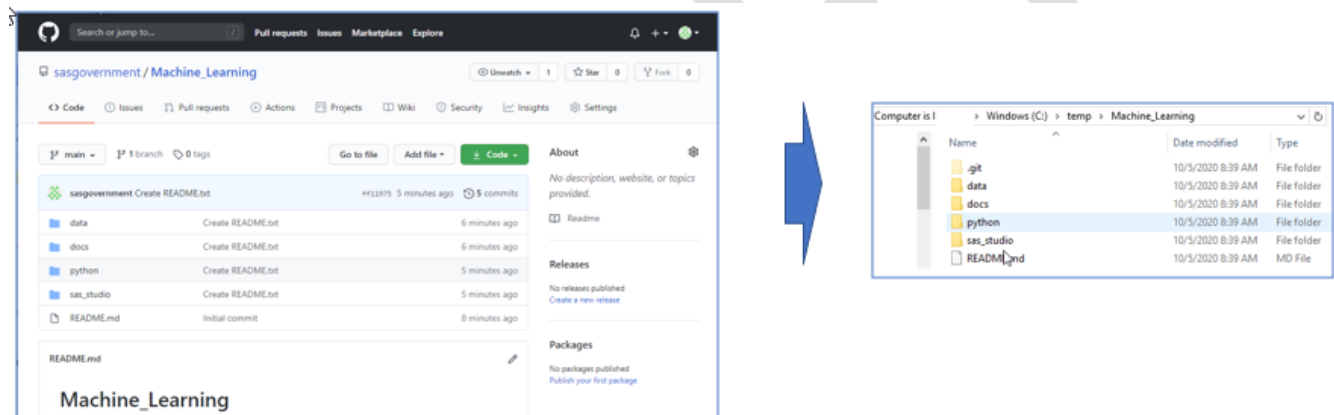 Search or jump to... / Pull requests Issues Marketplace Explore
sasgovernment / Machine_Learning
Unwatch 1 Star 0 Fork 0
<> Code Issues Pull requests Actions Projects Wiki Security Insights Settings
main 1 branch 0 tags Go to file Add file Code
sasgovernment Create README.txt 5 minutes ago 5 commits
data Create README.txt 6 minutes ago
docs Create README.txt 6 minutes ago
python Create README.txt 5 minutes ago
sas_studio Create README.txt 5 minutes ago
README.md Initial commit 8 minutes ago
README.md
Machine_Learning
About
No description, website, or topics
provided.
Readme
Releases
No releases published
Create a new release
Packages
No packages published
Publish your first package
Computer is l > Windows (C:) > temp > Machine_Learning
Name Date modified Type
.git 10/5/2020 8:39 AM File folder
data 10/5/2020 8:39 AM File folder
docs 10/5/2020 8:39 AM File folder
python 10/5/2020 8:39 AM File folder
sas_studio 10/5/2020 8:39 AM File folder
README.md 10/5/2020 8:39 AM MD File